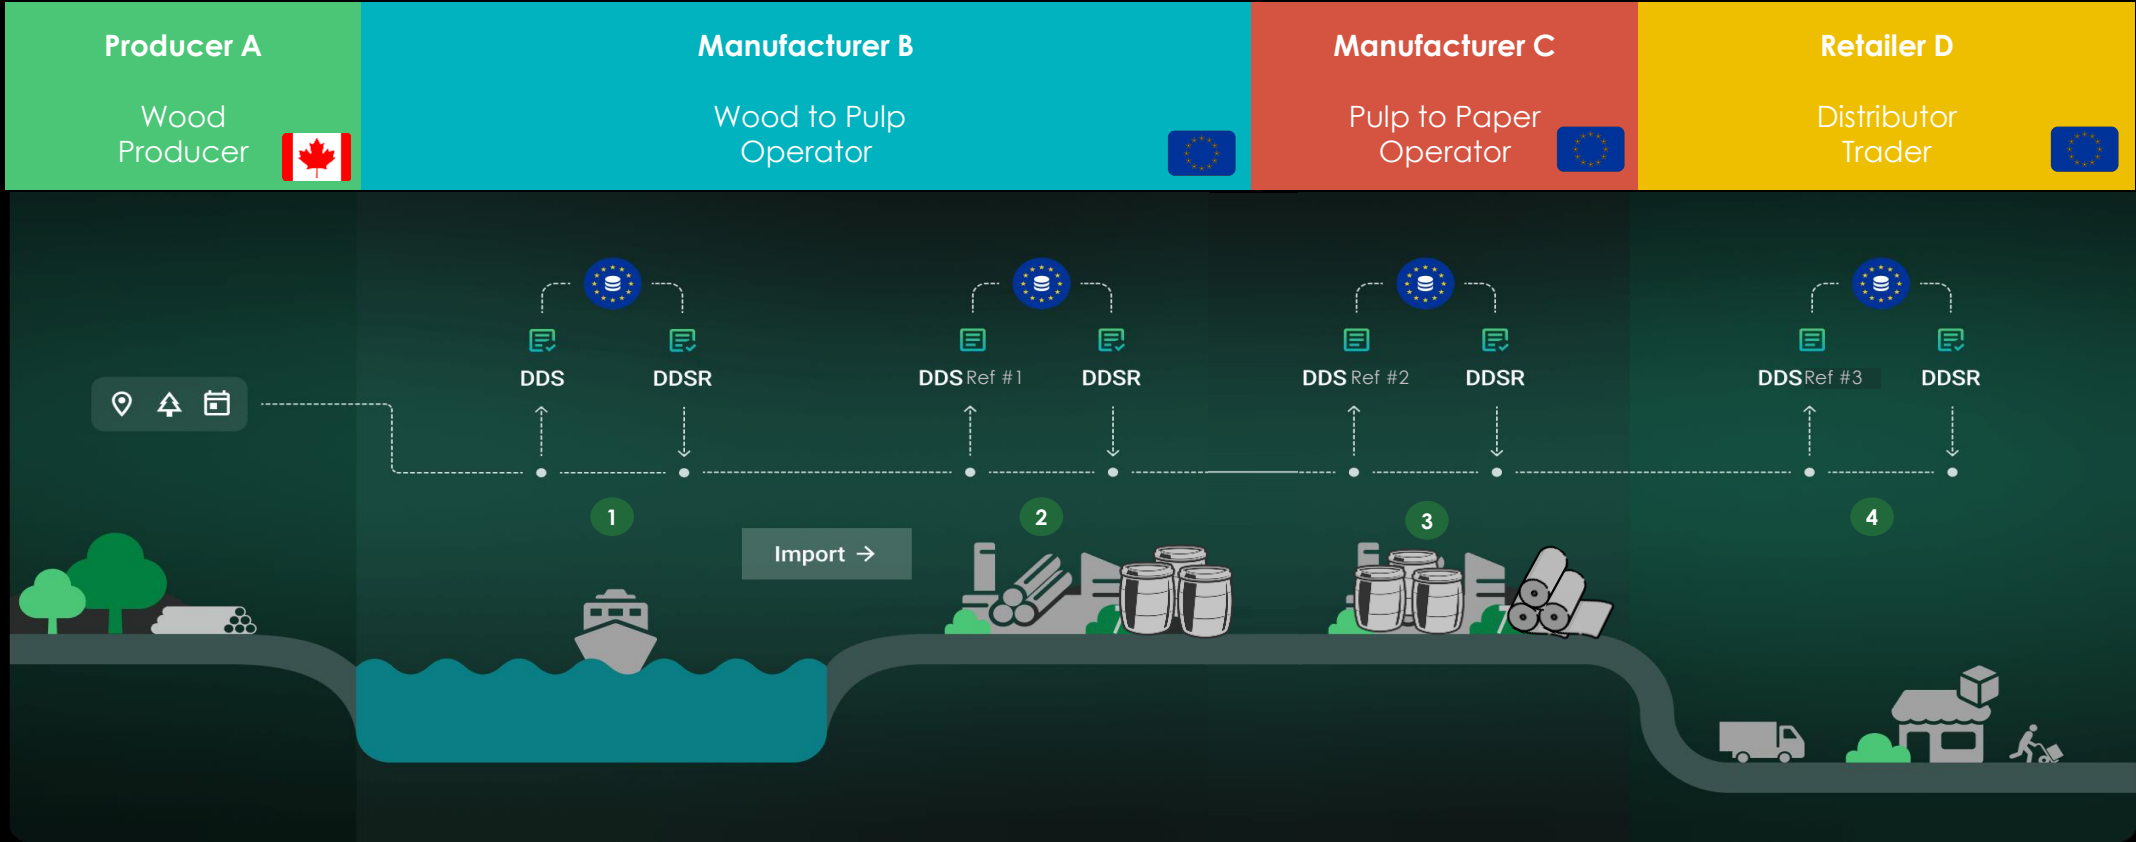 Producer A
Wood
Producer
Manufacturer B
Wood to Pulp
Operator
Manufacturer C
Pulp to Paper
Operator
Retailer D
Distributor
Trader
DDS
DDSR
DDS Ref #1
DDSR
DDS Ref #2
DDSR
DDS Ref #3
DDSR
1
2
3
4
Import →